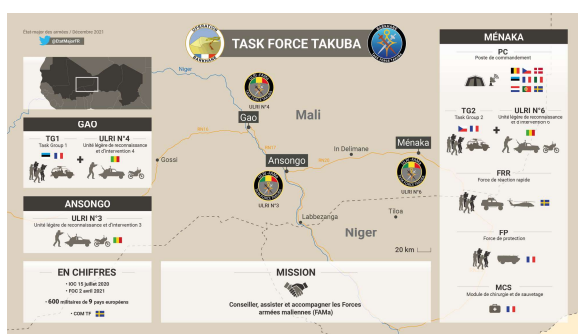 État-major des armées / Décembre 2021
@EtatMajorFR
OPÉRATION
BARKHANE
TASK FORCE TAKUBA
Niger
Mali
ULRI N°4
Gao
RN16
Gossi
RN17
Ansongo
RN20
In Delimane
Ménaka
ULRI N°3
ULRI N°6
Labbezanga
Tiloa
Niger
20 km
GAO
TG1
Task Group 1
ULRI N°4
Unité légère de reconnaissance
et d'intervention 4
+
ANSONGO
ULRI N°3
Unité légère de reconnaissance et d'intervention 3
EN CHIFFRES
• IOC 15 juillet 2020
• FOC 2 avril 2021
• 600 militaires de 9 pays européens
• COM TF
MISSION
Conseiller, assister et accompagner les Forces
armées maliennes (FAMa)
MÉNAKA
PC
Poste de commandement
TG2
Task Group 2
ULRI N°6
Unité légère de reconnaissance
et d'intervention 6
+
FRR
Force de réaction rapide
FP
Force de protection
MCS
Module de chirurgie et de sauvetage